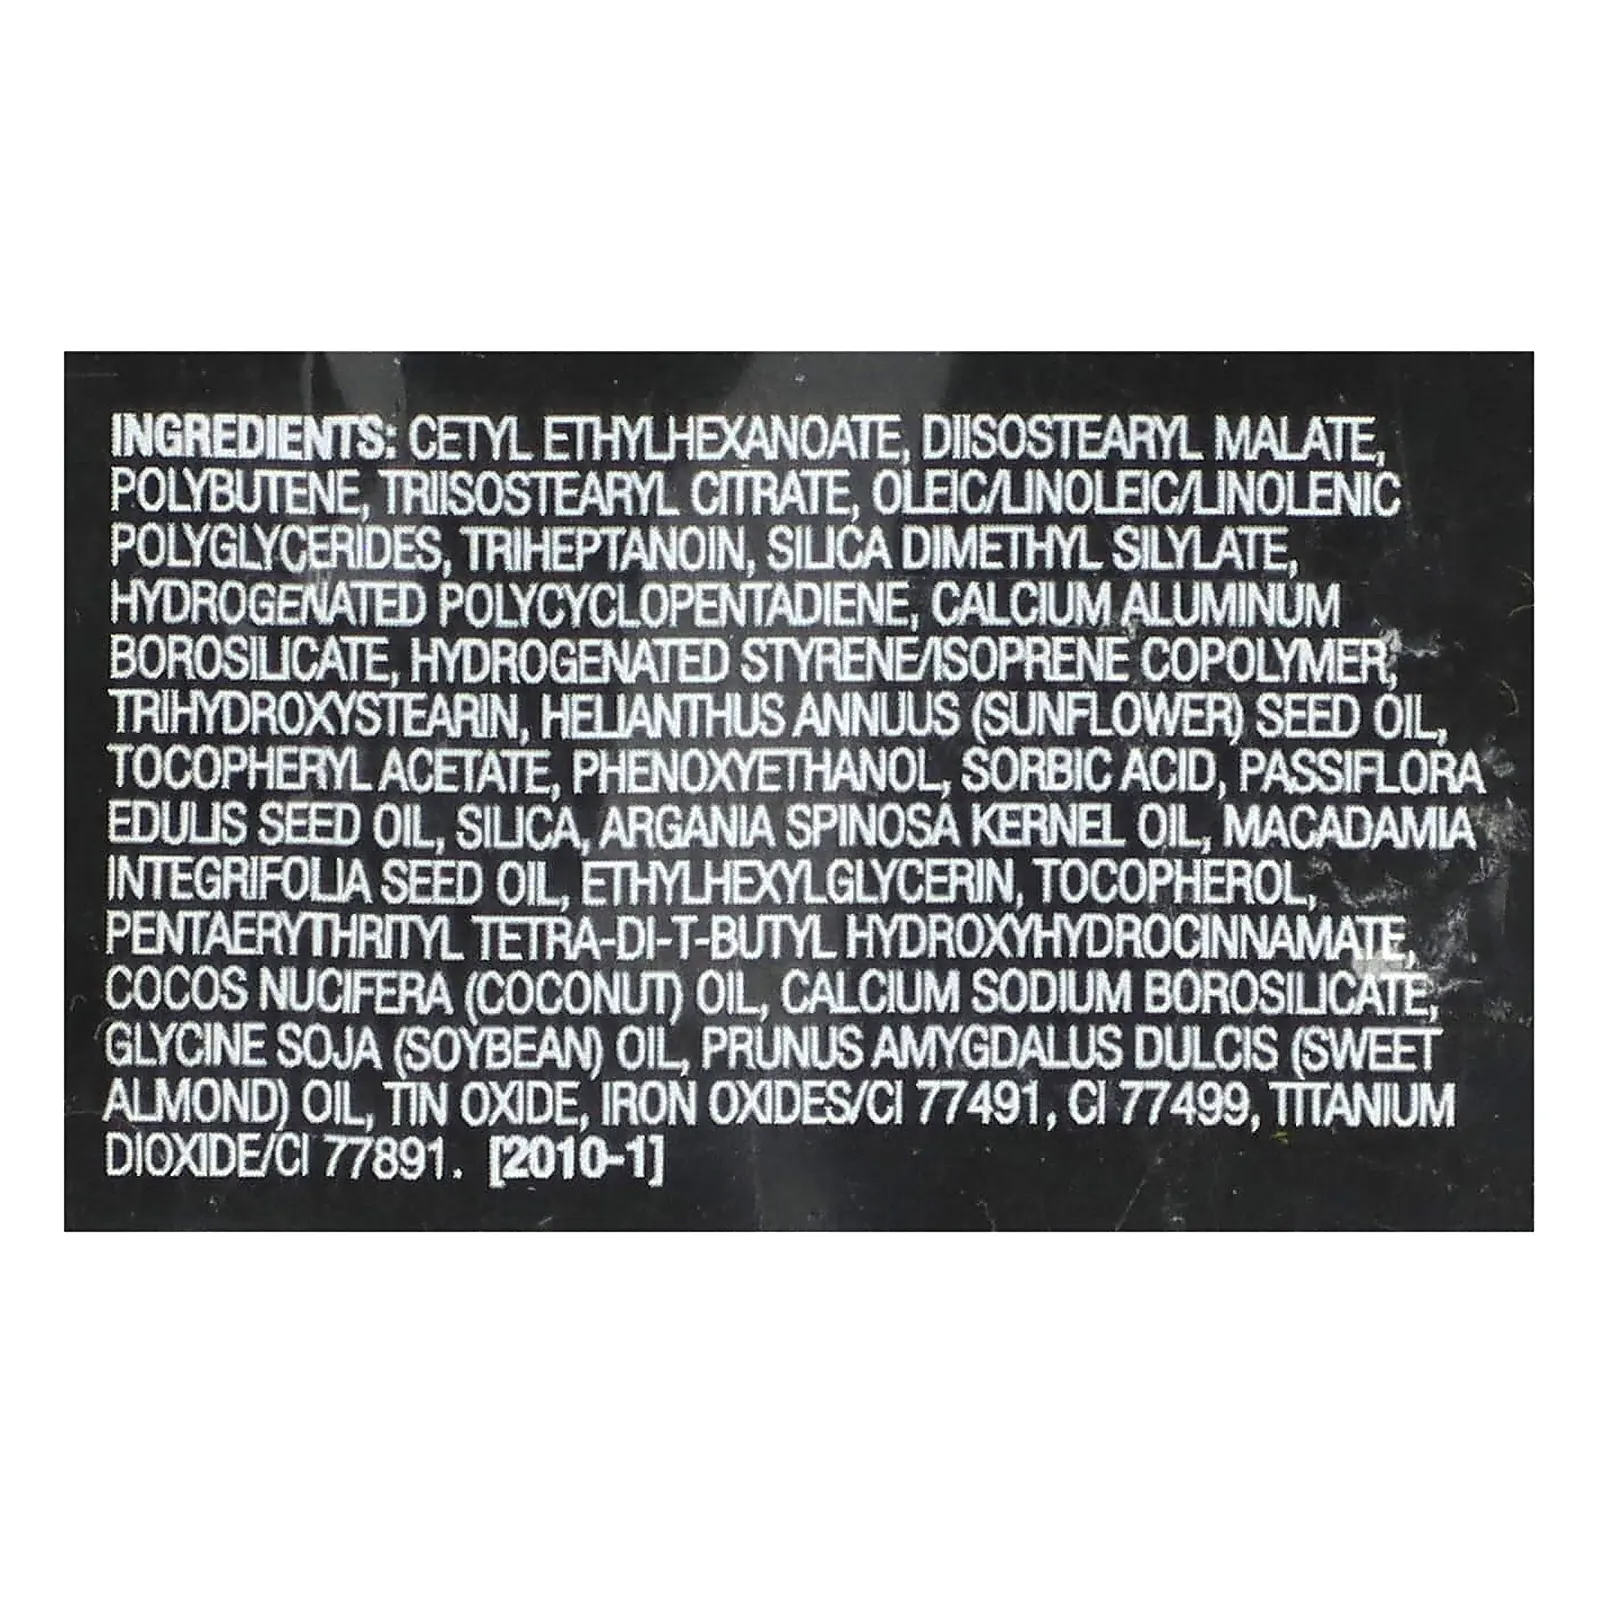 INGREDIENTS: CETYL ETHYLHEXANOATE, DIISOSTEARYL MALATE,
POLYBUTENE, TRIISOSTEARYL CITRATE, OLEIC/LINOLEIC/LINOLENIC
POLYGLYCERIDES, TRIHEPTANOIN, SILICA DIMETHYL SILYLATE,
HYDROGENATED POLYCYCLOPENTADIENE, CALCIUM ALUMINUM
BOROSILICATE, HYDROGENATED STYRENE/ISOPRENE COPOLYMER,
TRIHYDROXYSTEARIN, HELIANTHUS ANNUUS (SUNFLOWER) SEED OIL,
TOCOPHERYL ACETATE, PHENOXYETHANOL, SORBIC ACID, PASSIFLORA
EDULIS SEED OIL, SILICA, ARGANIA SPINOSA KERNEL OIL, MACADAMIA
INTEGRIFOLIA SEED OIL, ETHYLHEXYLGLYCERIN, TOCOPHEROL,
PENTAERYTHRITYL TETRA-DI-T-BUTYL HYDROXYHYDROCINNAMATE,
COCOS NUCIFERA (COCONUT) OIL, CALCIUM SODIUM BOROSILICATE,
GLYCINE SOJA (SOYBEAN) OIL, PRUNUS AMYGDALUS DULCIS (SWEET
ALMOND) OIL, TIN OXIDE, IRON OXIDES/CI 77491, CI 77499, TITANIUM
DIOXIDE/CI 77891. [2010-1]